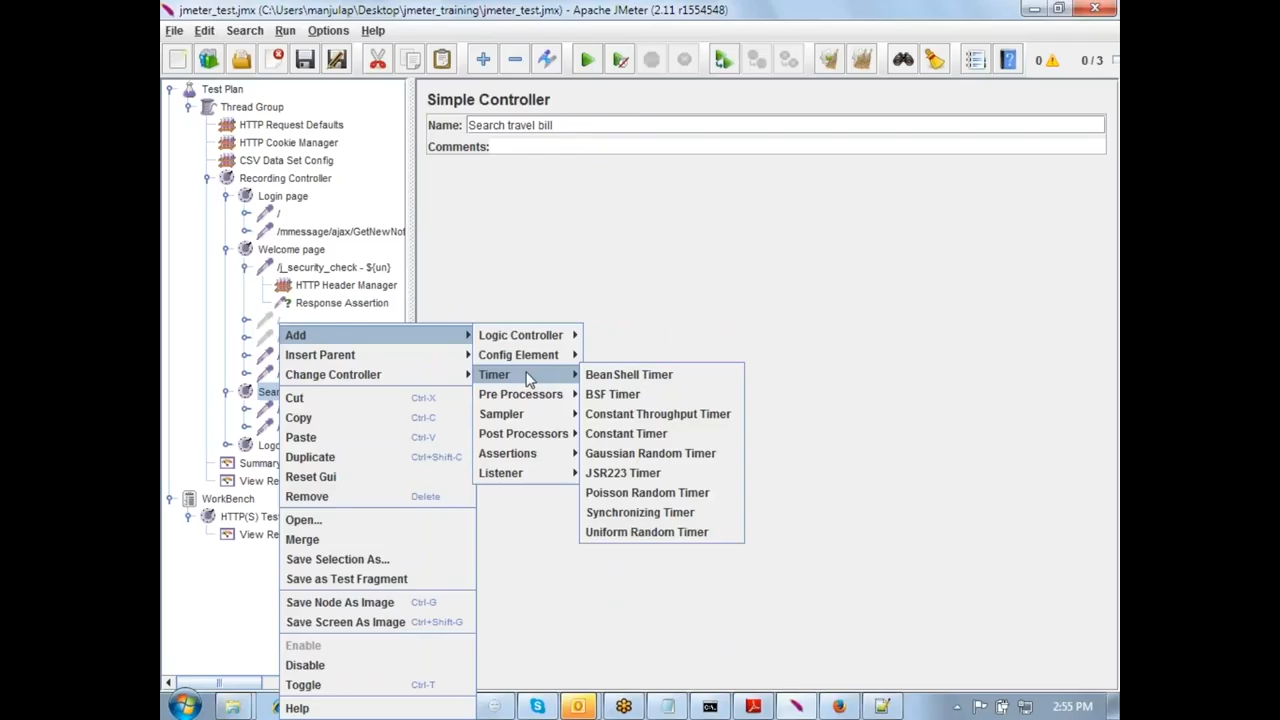 jmeter_test.jmx (C:\Users\manjulap\Desktop\jmeter_training\jmeter_test.jmx) - Apache JMeter (2.11 r1554548)
File Edit Search Run Options Help
0 0 / 3
Test Plan
Thread Group
HTTP Request Defaults
HTTP Cookie Manager
CSV Data Set Config
Recording Controller
Login page
/
/mmessage/ajax/GetNewNot
Welcome page
/j_security_check - ${un}
HTTP Header Manager
Response Assertion
Sear
Logo
Summary
View Re
WorkBench
HTTP(S) Tes
View Re
Simple Controller
Name: Search travel bill
Comments:
Add
Insert Parent
Change Controller
Cut Ctrl-X
Copy Ctrl-C
Paste Ctrl-V
Duplicate Ctrl+Shift-C
Reset Gui
Remove Delete
Open...
Merge
Save Selection As...
Save as Test Fragment
Save Node As Image Ctrl-G
Save Screen As Image Ctrl+Shift-G
Enable
Disable
Toggle Ctrl-T
Help
Logic Controller
Config Element
Timer
Pre Processors
Sampler
Post Processors
Assertions
Listener
BeanShell Timer
BSF Timer
Constant Throughput Timer
Constant Timer
Gaussian Random Timer
JSR223 Timer
Poisson Random Timer
Synchronizing Timer
Uniform Random Timer
2:55 PM